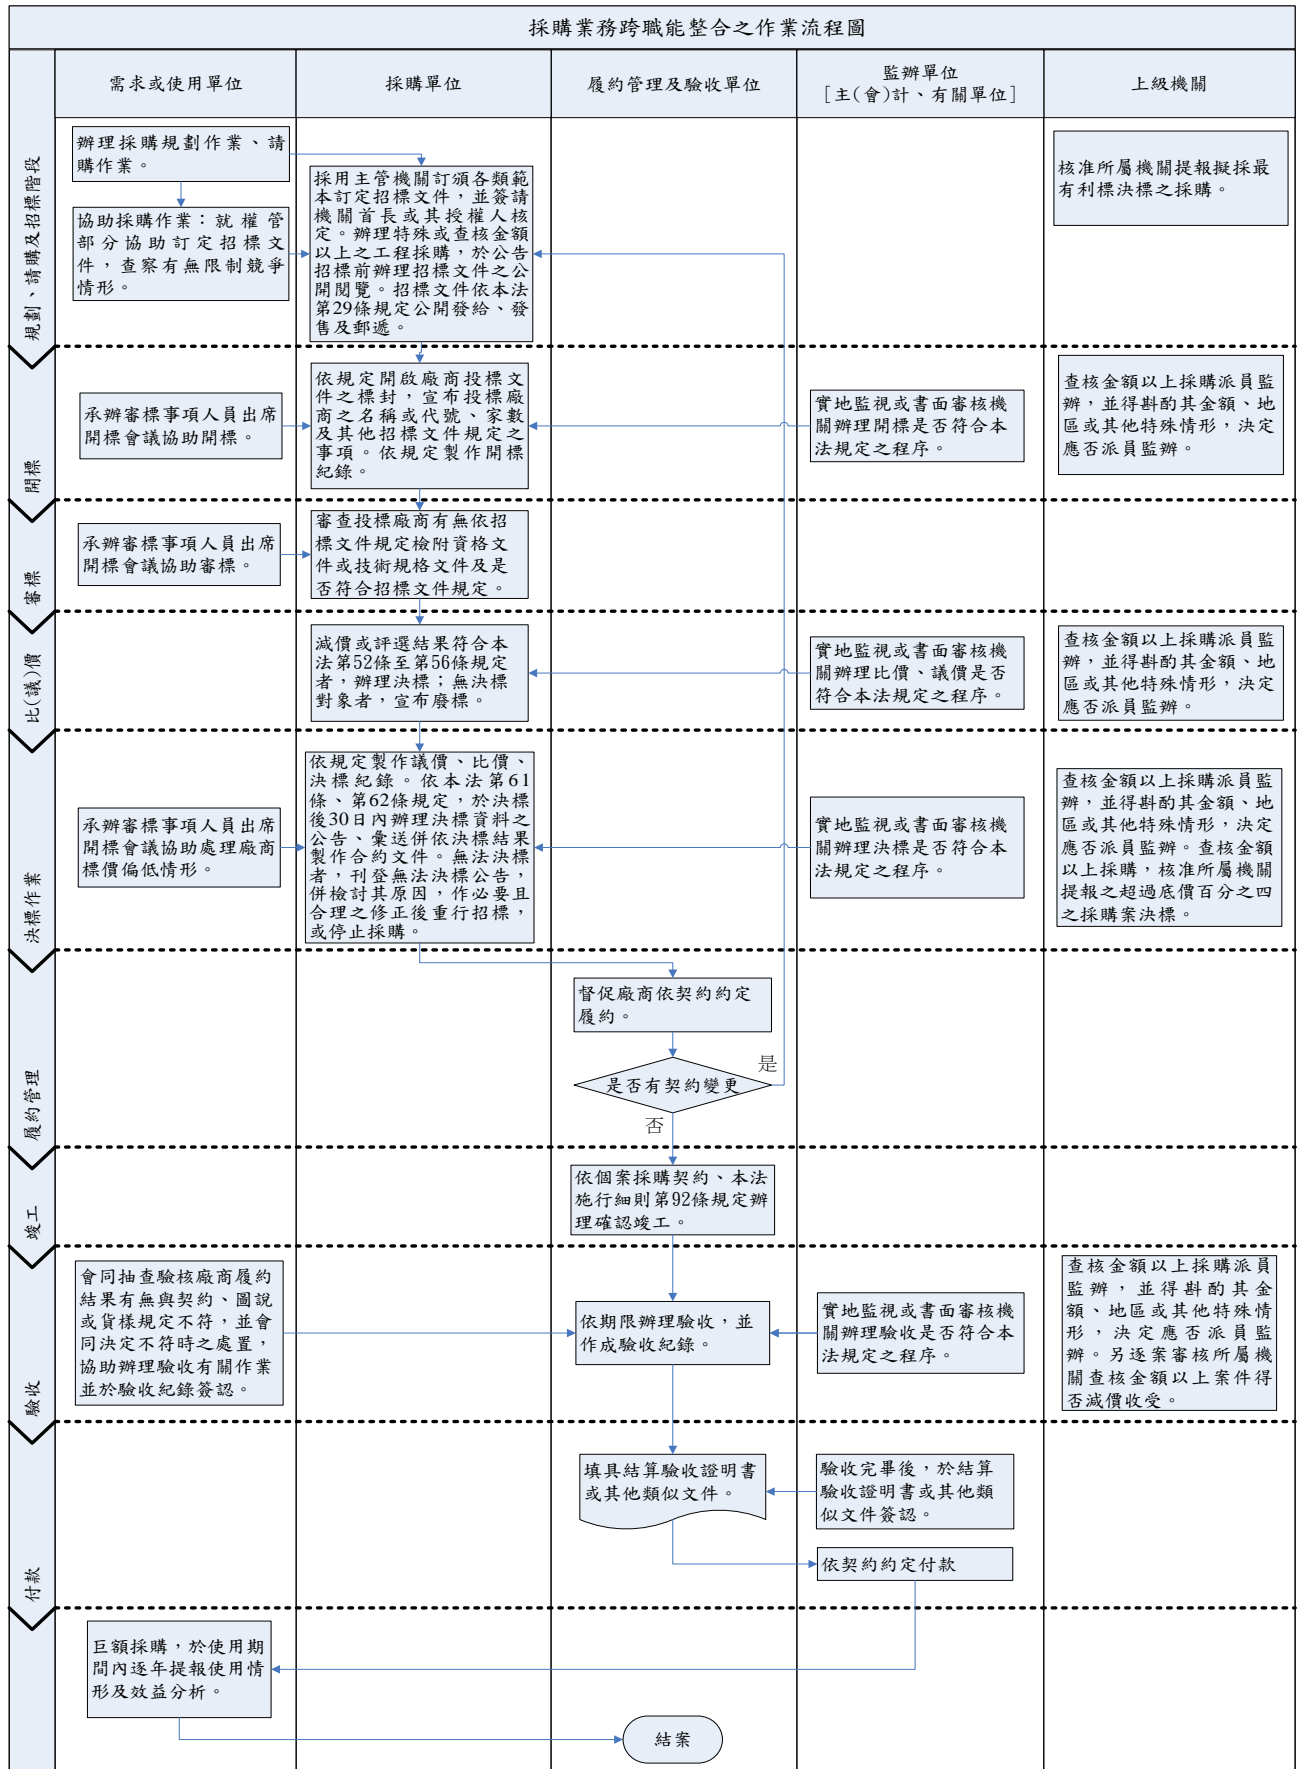 採購業務跨職能整合之作業流程圖
需求或使用單位
採購單位
履約管理及驗收單位
監辦單位
[主(會)計、有關單位]
上級機關
規劃、請購及招標階段
辦理採購規劃作業、請
購作業。
協助採購作業：就權管
部分協助訂定招標文
件，查察有無限制競爭
情形。
採用主管機關訂頒各類範
本訂定招標文件，並簽請
機關首長或其授權人核
定。辦理特殊或查核金額
以上之工程採購，於公告
招標前辦理招標文件之公
開閱覽。招標文件依本法
第29條規定公開發給、發
售及郵遞。
核准所屬機關提報擬採最
有利標決標之採購。
開標
承辦審標事項人員出席
開標會議協助開標。
依規定開啟廠商投標文
件之標封，宣布投標廠
商之名稱或代號、家數
及其他招標文件規定之
事項。依規定製作開標
紀錄。
實地監視或書面審核機
關辦理開標是否符合本
法規定之程序。
查核金額以上採購派員監
辦，並得斟酌其金額、地
區或其他特殊情形，決定
應否派員監辦。
審標
承辦審標事項人員出席
開標會議協助審標。
審查投標廠商有無依招
標文件規定檢附資格文
件或技術規格文件及是
否符合招標文件規定。
比(議)價
減價或評選結果符合本
法第52條至第56條規定
者，辦理決標；無決標
對象者，宣布廢標。
實地監視或書面審核機
關辦理比價、議價是否
符合本法規定之程序。
查核金額以上採購派員監
辦，並得斟酌其金額、地
區或其他特殊情形，決定
應否派員監辦。
決標作業
承辦審標事項人員出席
開標會議協助處理廠商
標價偏低情形。
依規定製作議價、比價、
決標紀錄。依本法第61
條、第62條規定，於決標
後30日內辦理決標資料之
公告、彙送併依決標結果
製作合約文件。無法決標
者，刊登無法決標公告，
併檢討其原因，作必要且
合理之修正後重行招標，
或停止採購。
實地監視或書面審核機
關辦理決標是否符合本
法規定之程序。
查核金額以上採購派員監
辦，並得斟酌其金額、地
區或其他特殊情形，決定
應否派員監辦。查核金額
以上採購，核准所屬機關
提報之超過底價百分之四
之採購案決標。
履約管理
督促廠商依契約約定
履約。
是否有契約變更
是
否
竣工
依個案採購契約、本法
施行細則第92條規定辦
理確認竣工。
驗收
會同抽查驗核廠商履約
結果有無與契約、圖說
或貨樣規定不符，並會
同決定不符時之處置，
協助辦理驗收有關作業
並於驗收紀錄簽認。
依期限辦理驗收，並
作成驗收紀錄。
實地監視或書面審核機
關辦理驗收是否符合本
法規定之程序。
查核金額以上採購派員
監辦，並得斟酌其金
額、地區或其他特殊情
形，決定應否派員監
辦。另逐案審核所屬機
關查核金額以上案件得
否減價收受。
付款
填具結算驗收證明書
或其他類似文件。
驗收完畢後，於結算
驗收證明書或其他類
似文件簽認。
依契約約定付款
巨額採購，於使用期
間內逐年提報使用情
形及效益分析。
結案